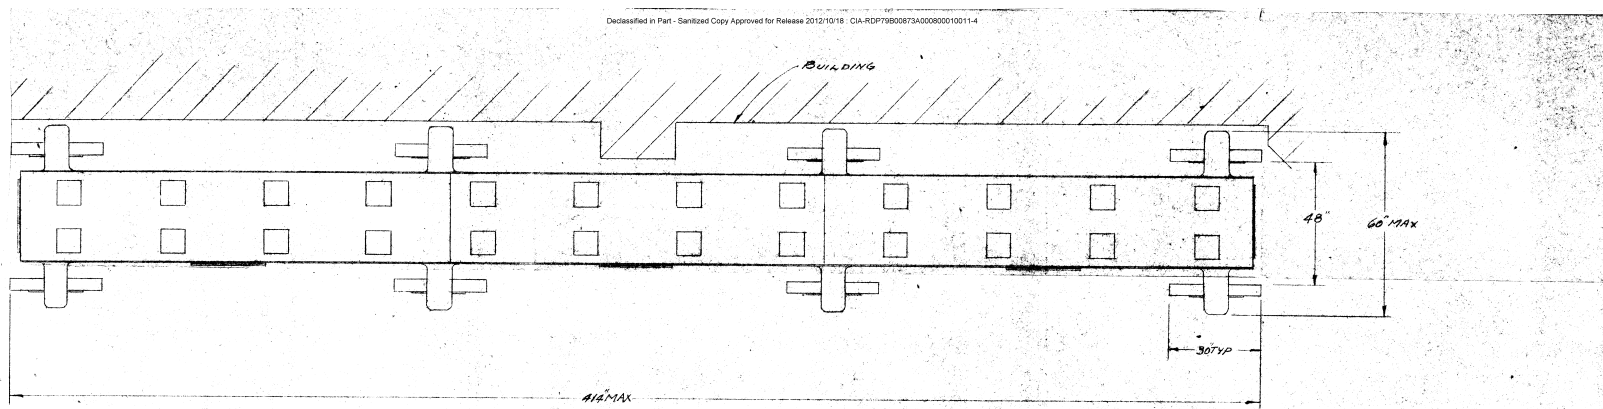 Declassified in Part - Sanitized Copy Approved for Release 2012/10/18 : CIA-RDP79B00873A000800010011-4
BUILDING
48"
60" MAX
30"TYP
414"MAX